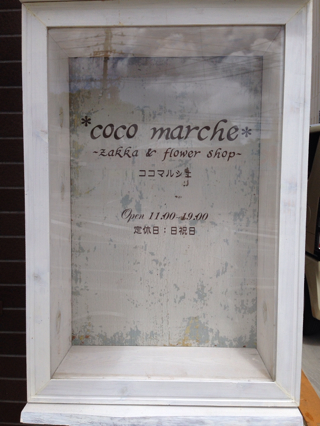 *coco marche*
-zakka & flower shop-
ココマルシェ
Open 11:00-19:00
定休日：日祝日